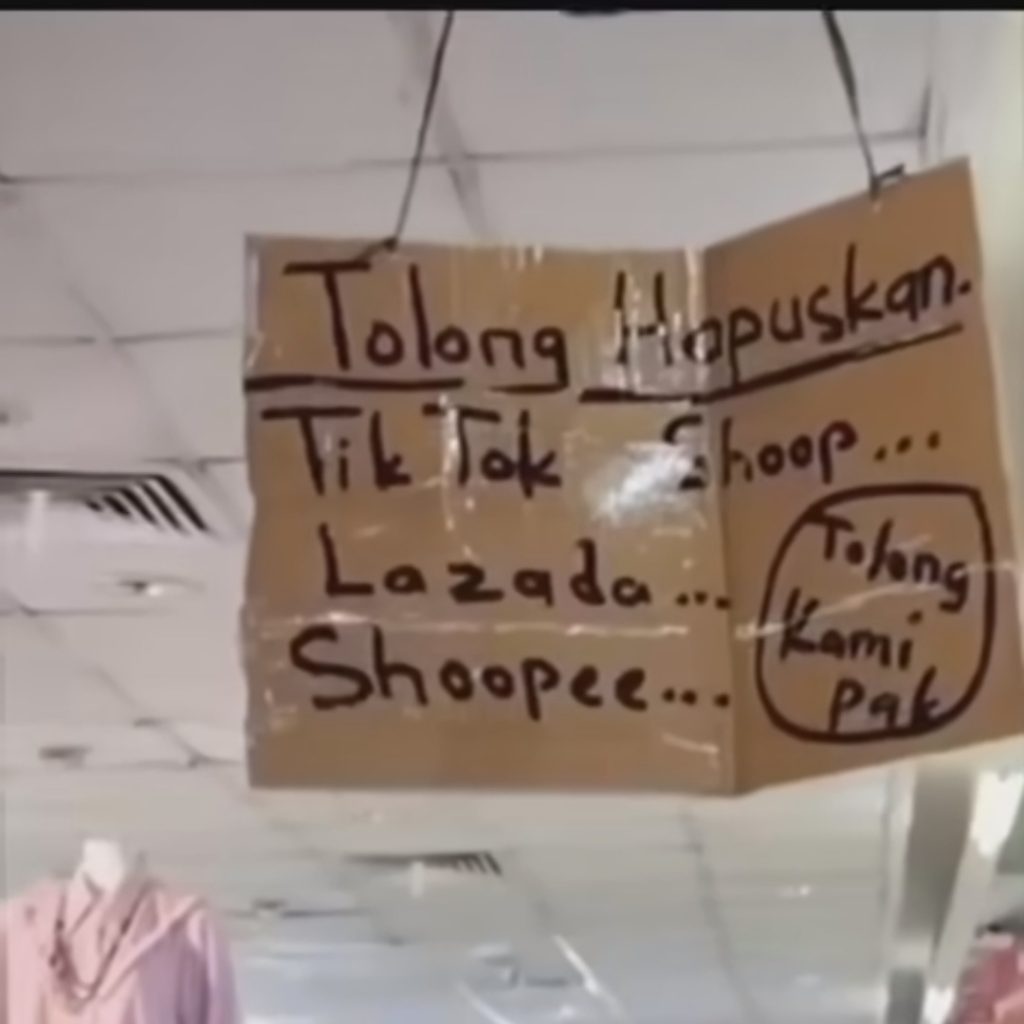 Tolong Hapuskan.
Tik Tok Shoop...
Lazada...
Shoopee...
Tolong
Kami
Pak